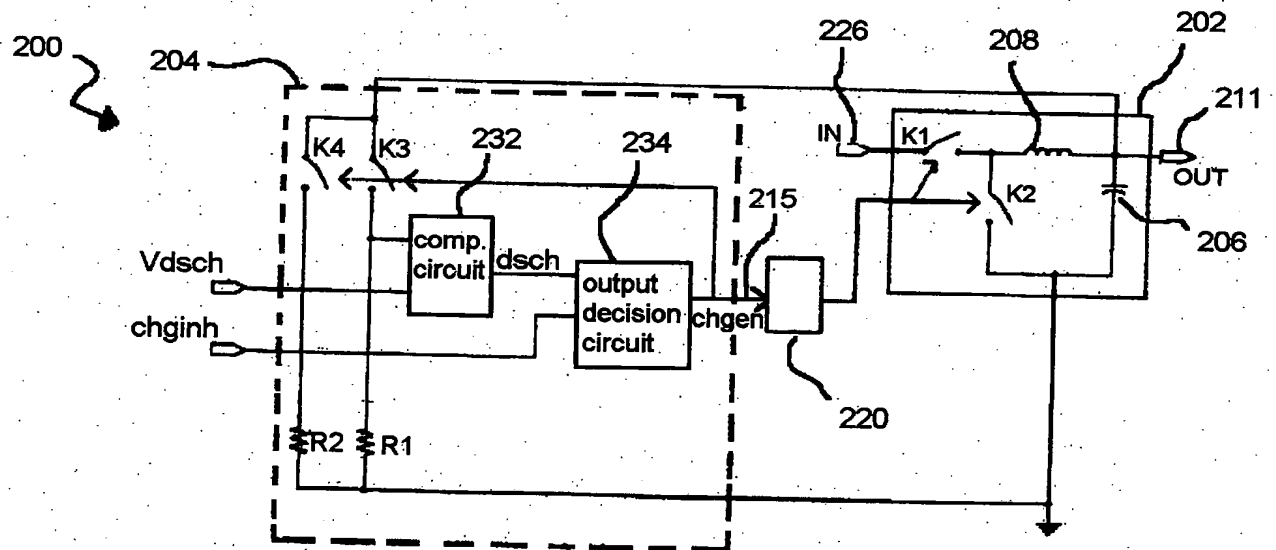 200
204
226
208
202
211
IN
K1
OUT
K4
K3
232
234
K2
215
206
Vdsch
comp.
circuit
dsch
output
decision
circuit
chgen
chginh
220
R2
R1